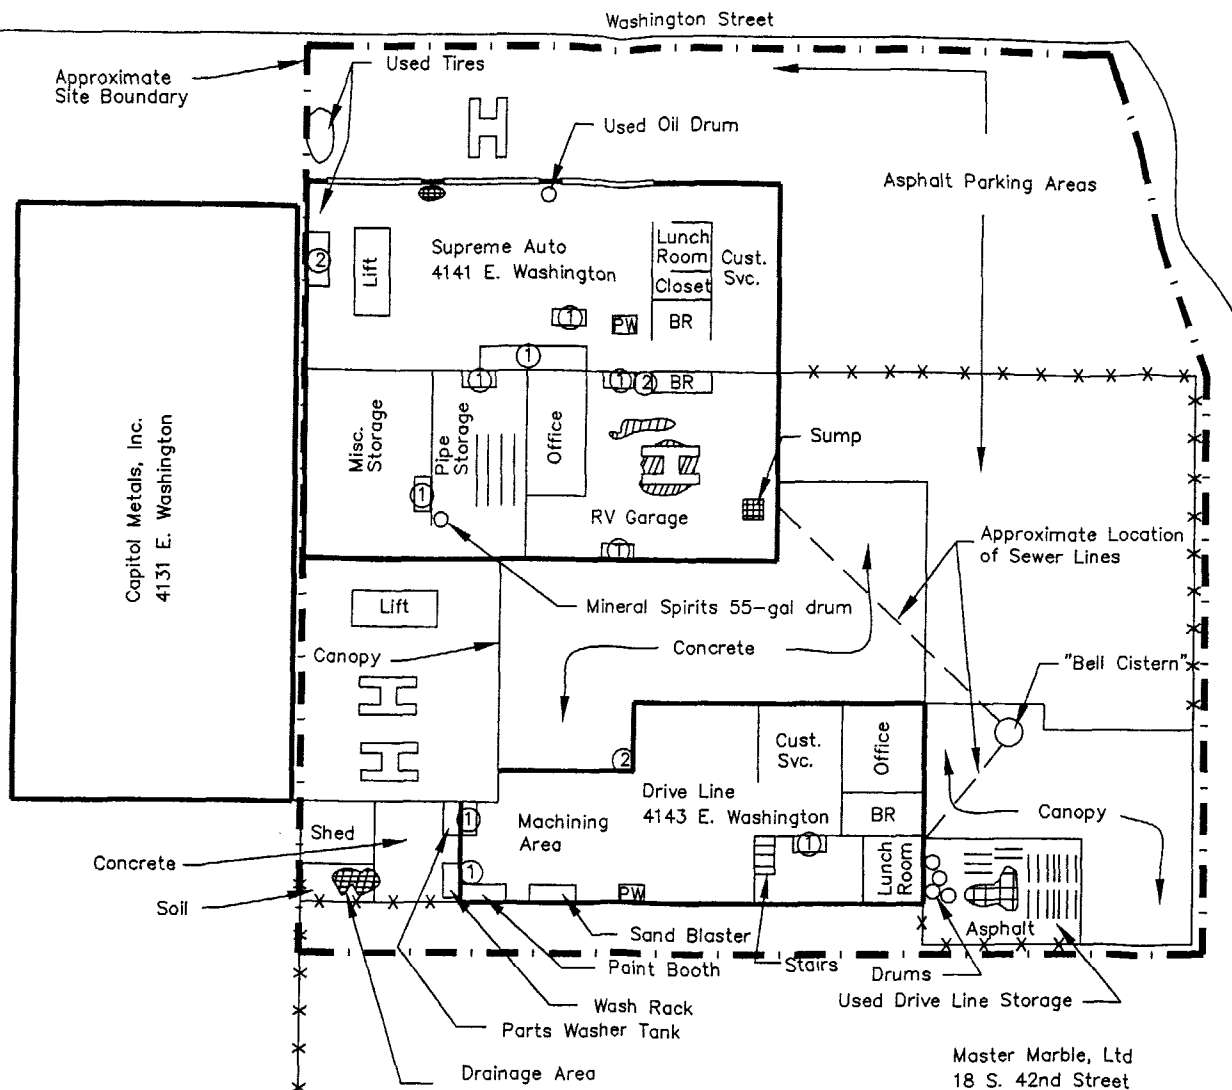 Washington Street
Approximate
Site Boundary
Used Tires
Used Oil Drum
Asphalt Parking Areas
Supreme Auto
4141 E. Washington
Lunch
Room
Closet
BR
Cust.
Svc.
Lift
2
1
PW
1
1
1
2
BR
Capitol Metals, Inc.
4131 E. Washington
Misc.
Storage
Pipe
Storage
Office
Sump
1
RV Garage
1
Approximate Location
of Sewer Lines
Lift
Mineral Spirits 55-gal drum
Canopy
Concrete
"Bell Cistern"
2
Cust.
Svc.
Office
Drive Line
4143 E. Washington
BR
Canopy
Shed
1
Machining
Area
1
Concrete
1
Lunch
Room
Soil
PW
Asphalt
Sand Blaster
Paint Booth
Stairs
Drums
Wash Rack
Used Drive Line Storage
Parts Washer Tank
Drainage Area
Master Marble, Ltd
18 S. 42nd Street